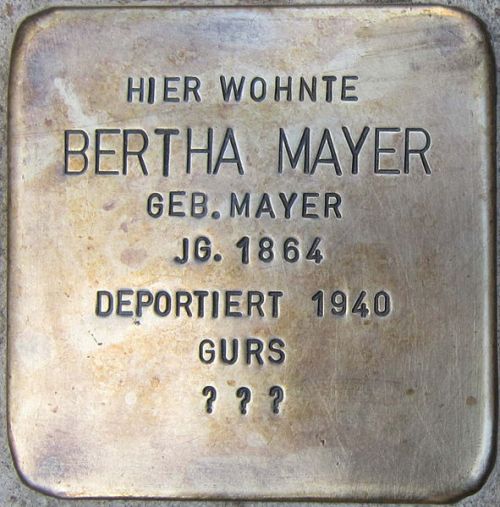 HIER WOHNTE
BERTHA MAYER
GEB. MAYER
JG. 1864
DEPORTIERT 1940
GURS
? ? ?